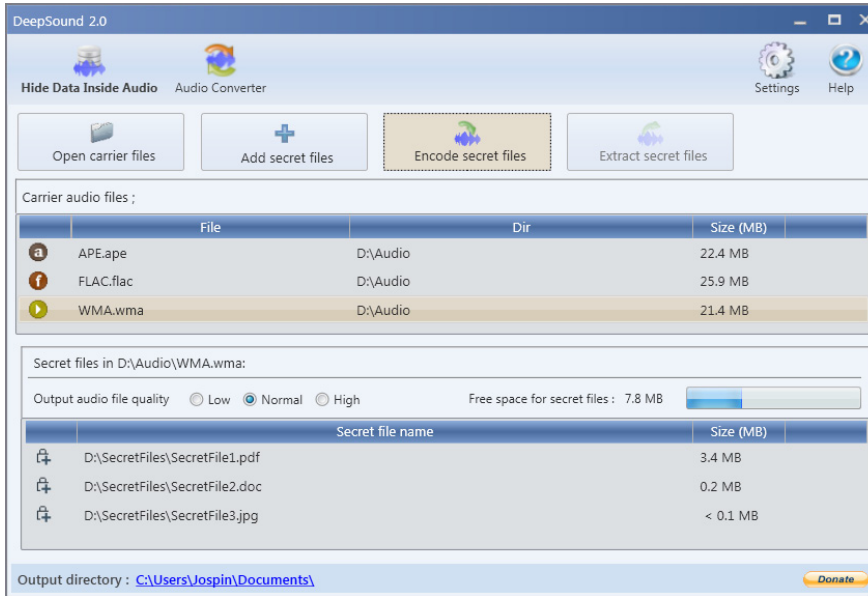 DeepSound 2.0
Hide Data Inside Audio Audio Converter Settings Help
Open carrier files Add secret files Encode secret files Extract secret files
Carrier audio files ;
File Dir Size (MB)
a APE.ape D:\Audio 22.4 MB
f FLAC.flac D:\Audio 25.9 MB
WMA.wma D:\Audio 21.4 MB
Secret files in D:\Audio\WMA.wma:
Output audio file quality Low Normal High Free space for secret files : 7.8 MB
Secret file name Size (MB)
D:\SecretFiles\SecretFile1.pdf 3.4 MB
D:\SecretFiles\SecretFile2.doc 0.2 MB
D:\SecretFiles\SecretFile3.jpg < 0.1 MB
Output directory : C:\Users\Jospin\Documents\ Donate